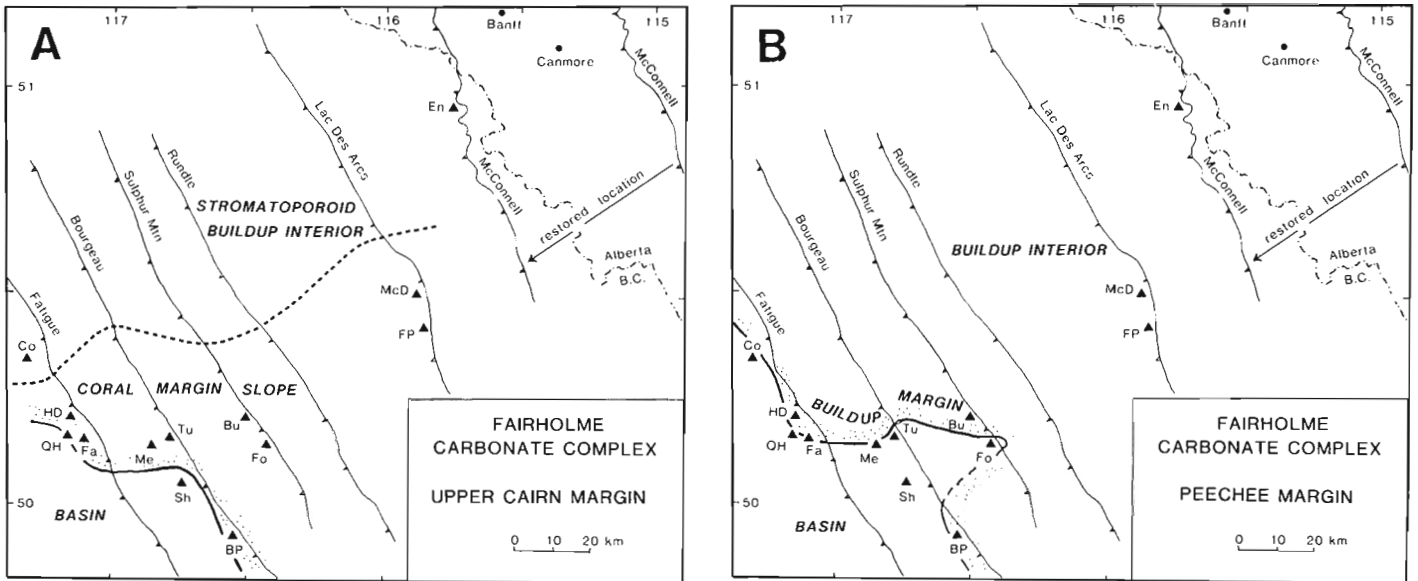 A
117
116
115
51
50
Banff
Canmore
McConnell
En
McConnell
restored location
Alberta
B.C.
Lac Des Arcs
Rundle
Sulphur Mtn
Bourgeau
Fatigue
STROMATOPOROID
BUILDUP INTERIOR
McD
FP
Co
CORAL MARGIN SLOPE
HD
QH
Fa
Me
Tu
Bu
Fo
Sh
BP
BASIN
FAIRHOLME
CARBONATE COMPLEX
UPPER CAIRN MARGIN
0 10 20 km
B
117
116
115
51
50
Banff
Canmore
McConnell
En
McConnell
restored location
Alberta
B.C.
Lac Des Arcs
Rundle
Sulphur Mtn
Bourgeau
Fatigue
BUILDUP INTERIOR
McD
FP
Co
BUILDUP MARGIN
HD
QH
Fa
Me
Tu
Bu
Fo
Sh
BP
BASIN
FAIRHOLME
CARBONATE COMPLEX
PEECHEE MARGIN
0 10 20 km